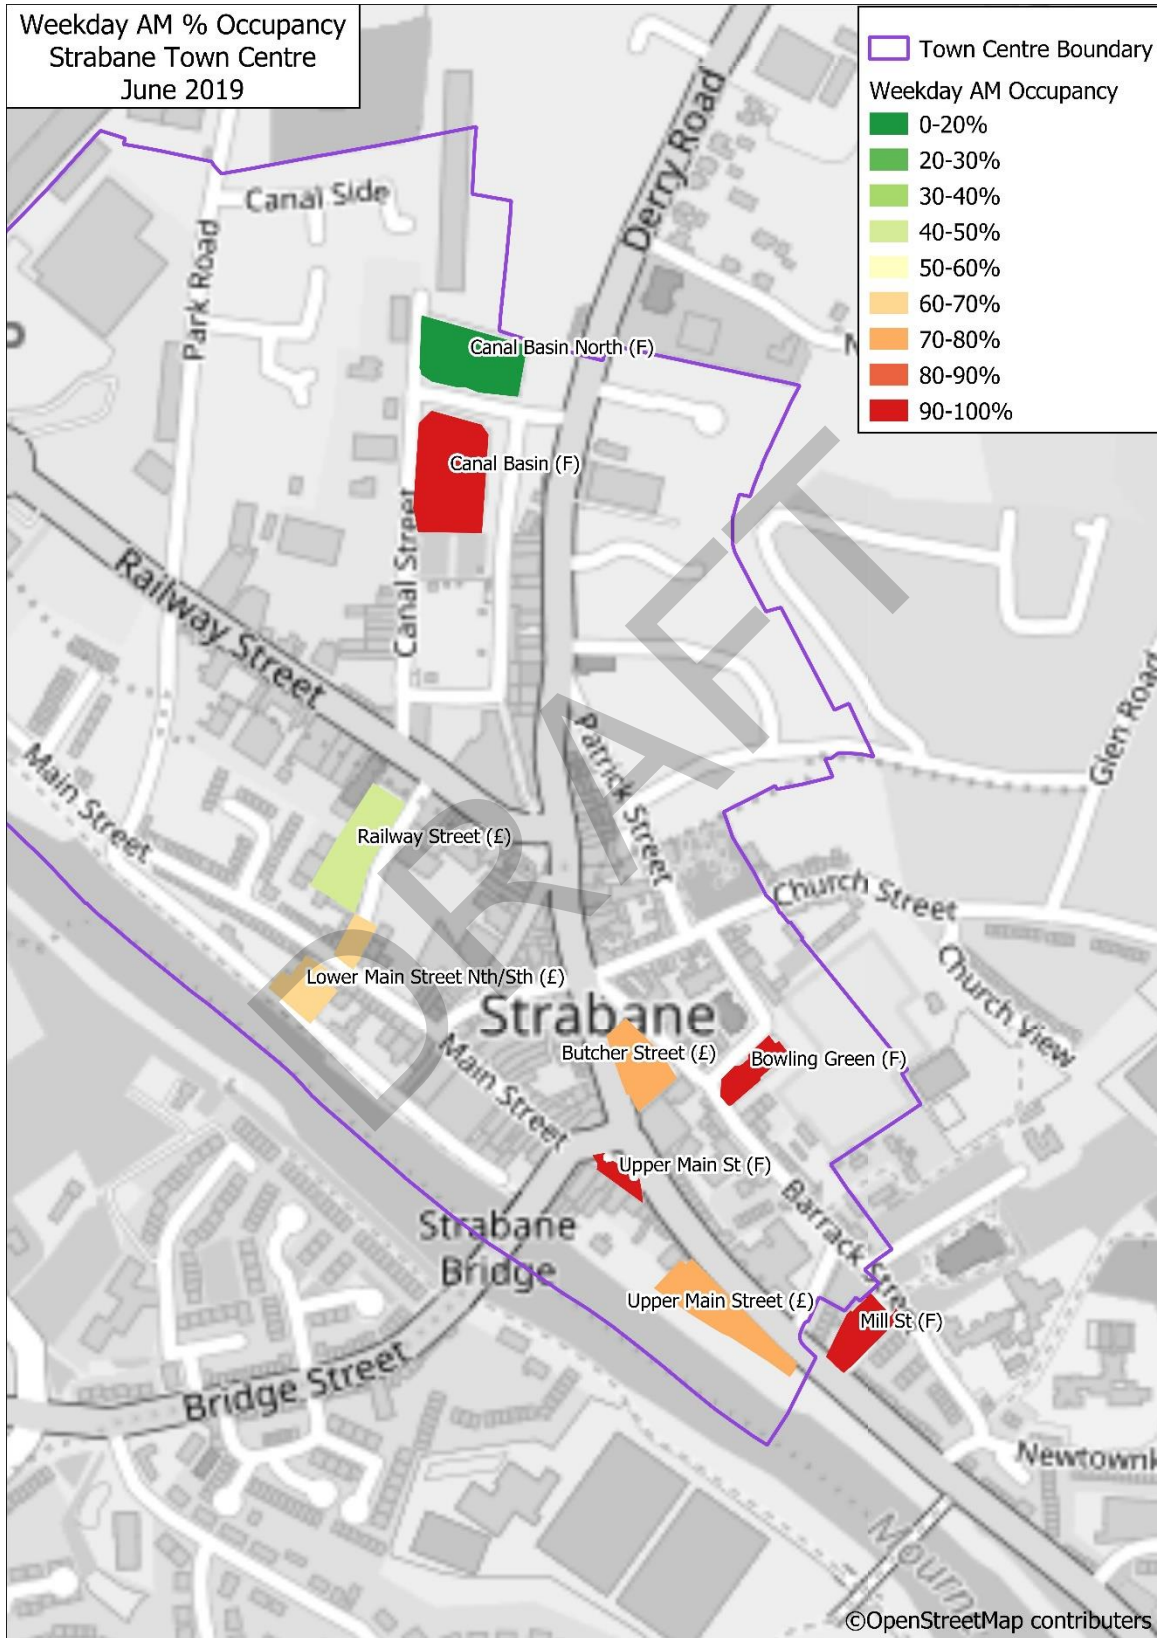 Weekday AM % Occupancy
Strabane Town Centre
June 2019
Town Centre Boundary
Weekday AM Occupancy
0-20%
20-30%
30-40%
40-50%
50-60%
60-70%
70-80%
80-90%
90-100%
Derry Road
Canal Side
Park Road
Canal Basin North (F)
Canal Basin (F)
Canal Street
Railway Street
Glen Road
Patrick Street
Main Street
Railway Street (£)
Church Street
Lower Main Street Nth/Sth (£)
Strabane
Church View
Butcher Street (£)
Bowling Green (F)
Main Street
Upper Main St (F)
Barrack Stre
Strabane
Bridge
Upper Main Street (£)
Mill St (F)
Bridge Street
Newtownk
Mourn
DRAFT
©OpenStreetMap contributors